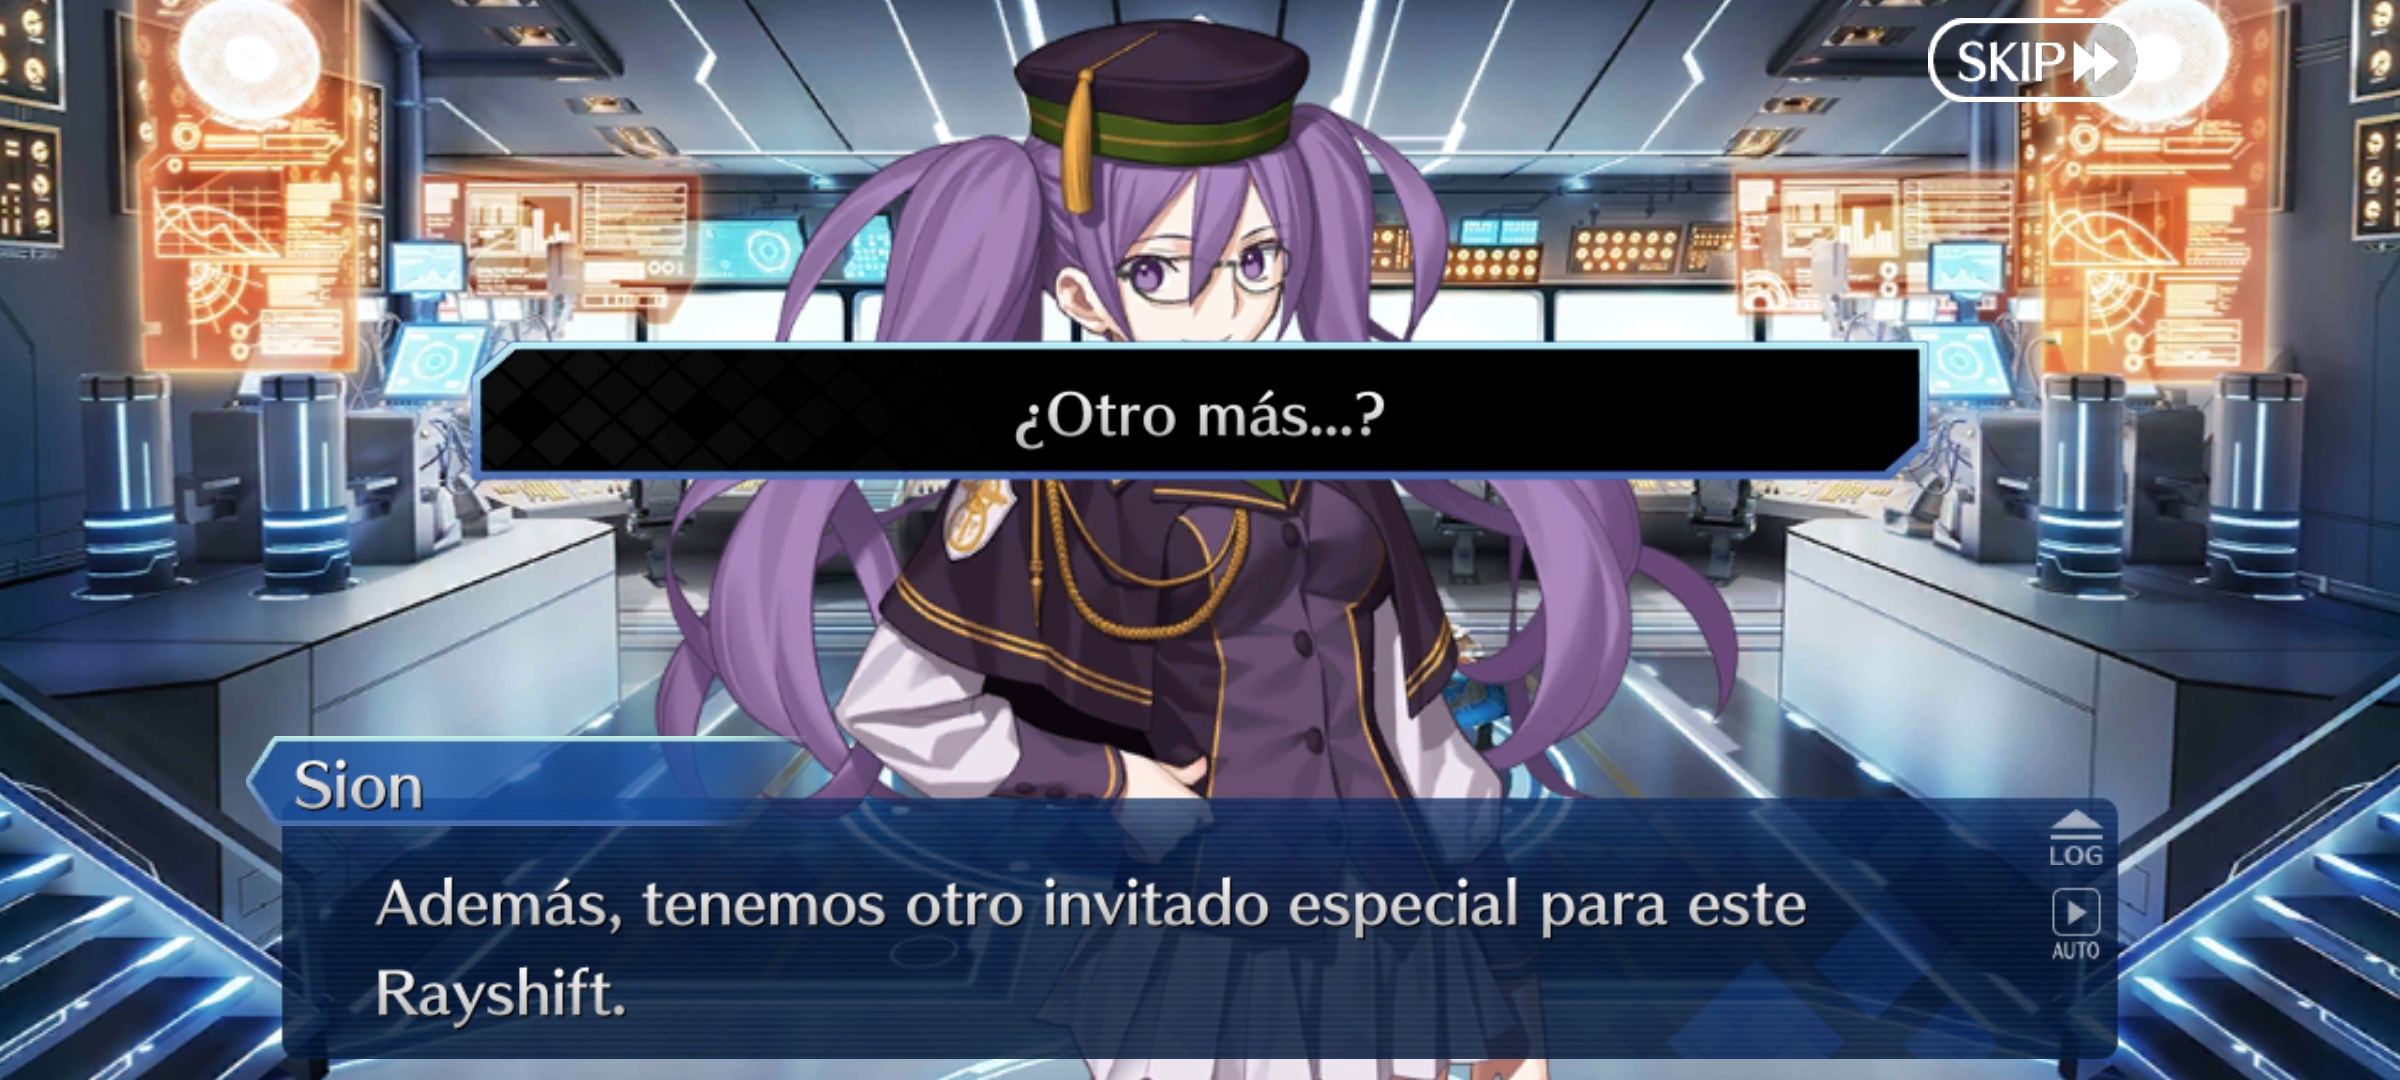 SKIP
¿Otro más...?
Sion
Además, tenemos otro invitado especial para este
Rayshift.
LOG
AUTO